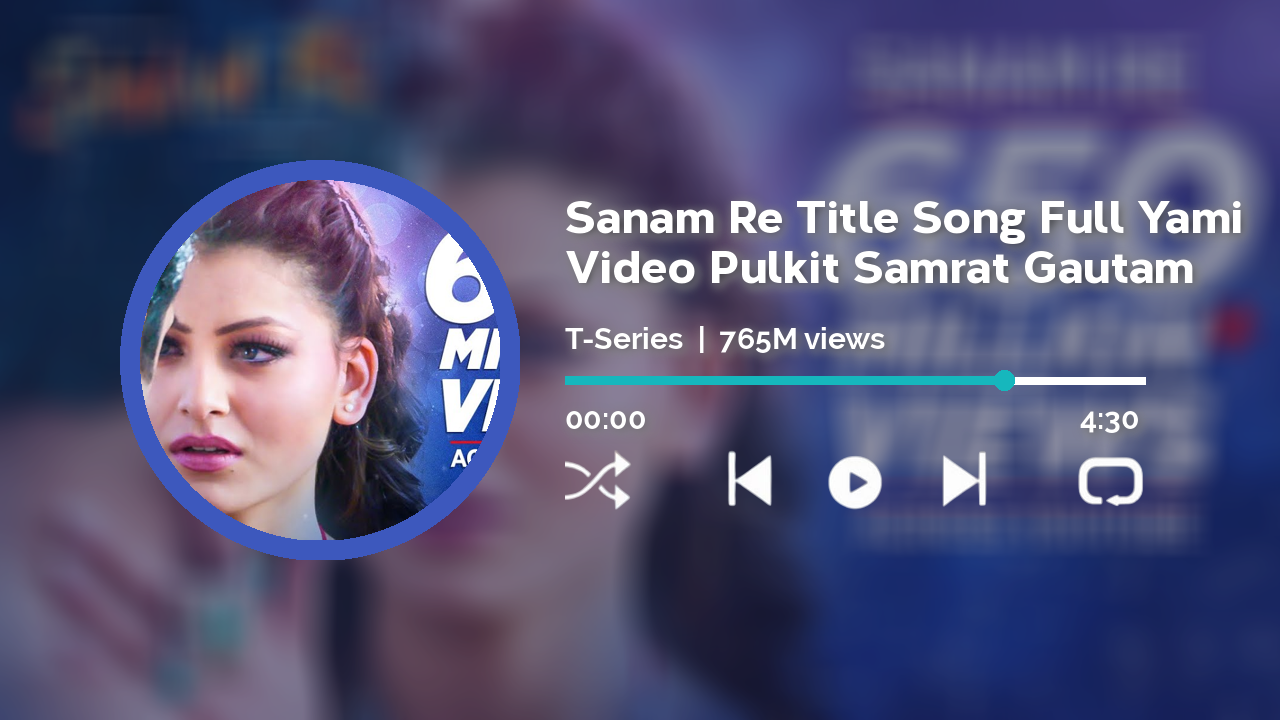 Sanam Re Title Song Full Yami
Video Pulkit Samrat Gautam
T-Series | 765M views
00:00
4:30
6
VI
AC